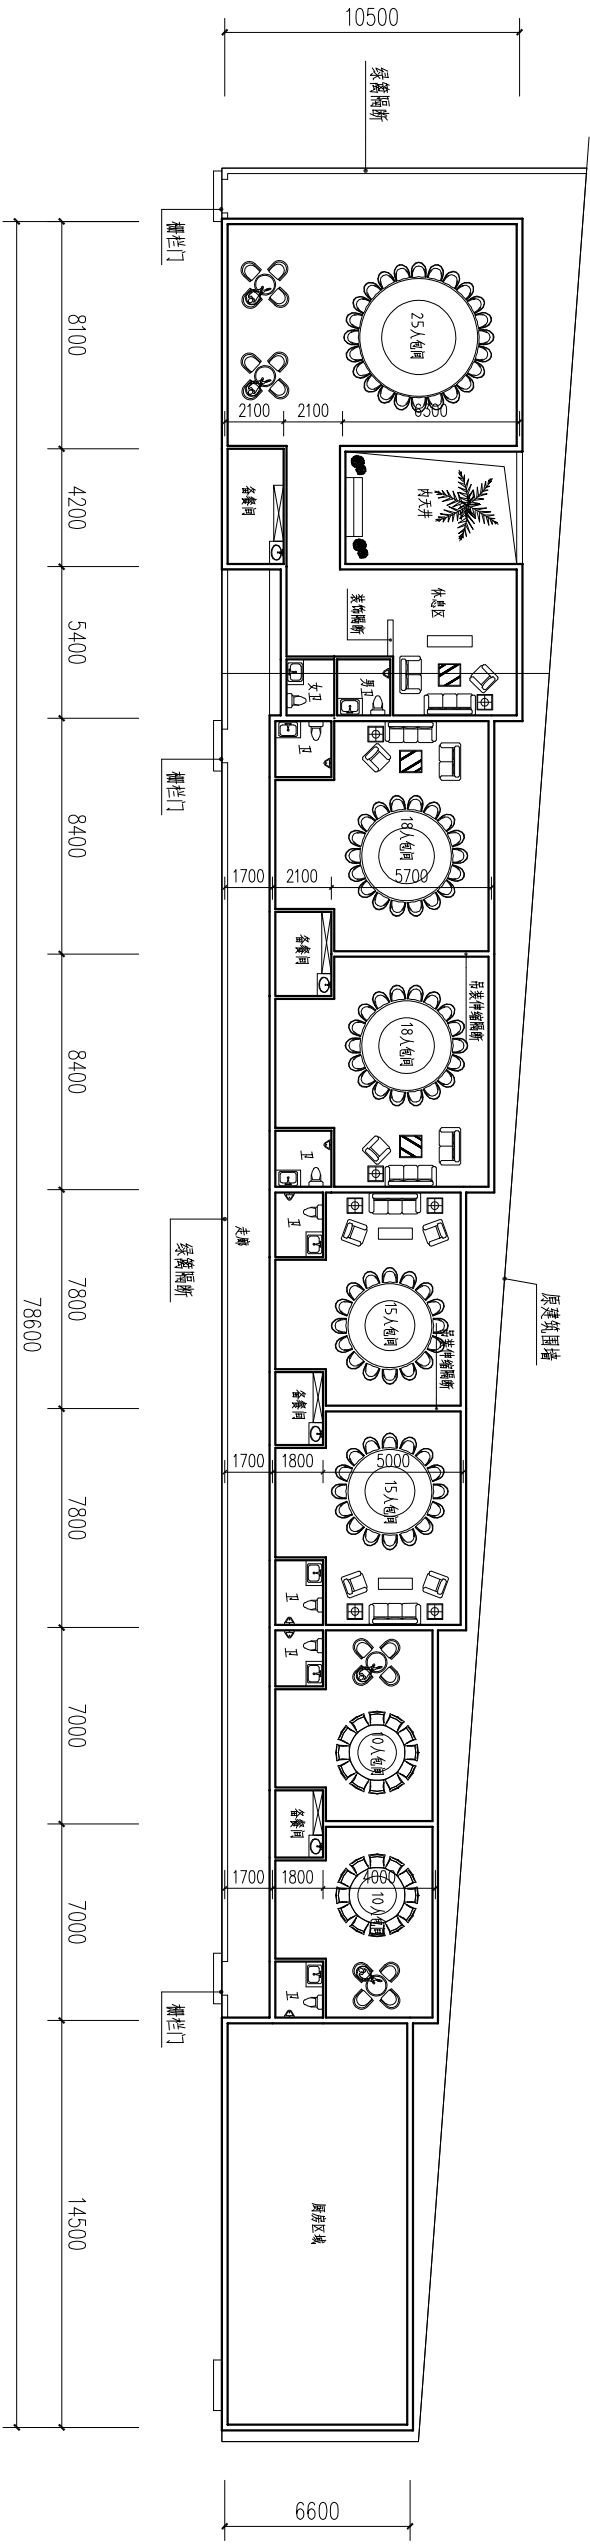 10500
绿篱隔断
栅栏门
8100
25人包间
2100
2100
6300
4200
备餐间
内天井
5400
休息区
装饰隔断
女卫
男卫
栅栏门
8400
卫
18人包间
1700
2100
5700
备餐间
吊装伸缩隔断
8400
18人包间
卫
绿篱隔断
走廊
原建筑围墙
7800
卫
15人包间
吊装伸缩隔断
备餐间
78600
7800
1700
1800
5000
15人包间
卫
7000
卫
10人包间
备餐间
7000
1700
1800
4000
10人包间
卫
栅栏门
14500
厨房区域
6600